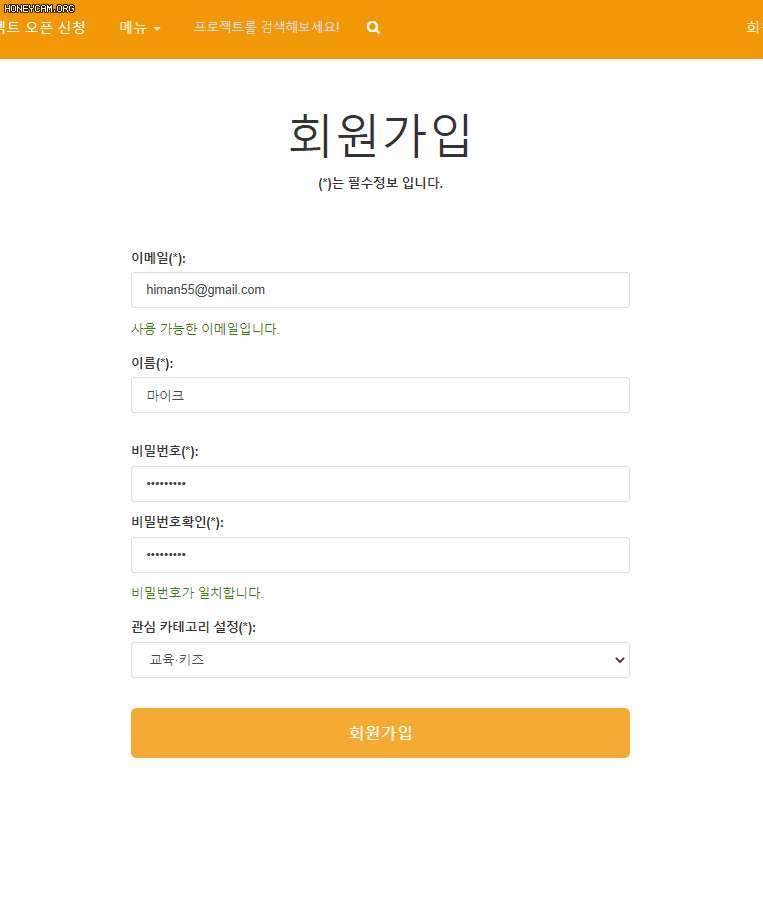 HONEYCAM.ORG
트 오픈 신청 메뉴 프로젝트를 검색해보세요! 회
회원가입
(*)는 필수정보 입니다.
이메일(*):
himan55@gmail.com
사용 가능한 이메일입니다.
이름(*):
마이크
비밀번호(*):
•••••••••
비밀번호확인(*):
•••••••••
비밀번호가 일치합니다.
관심 카테고리 설정(*):
교육·키즈
회원가입